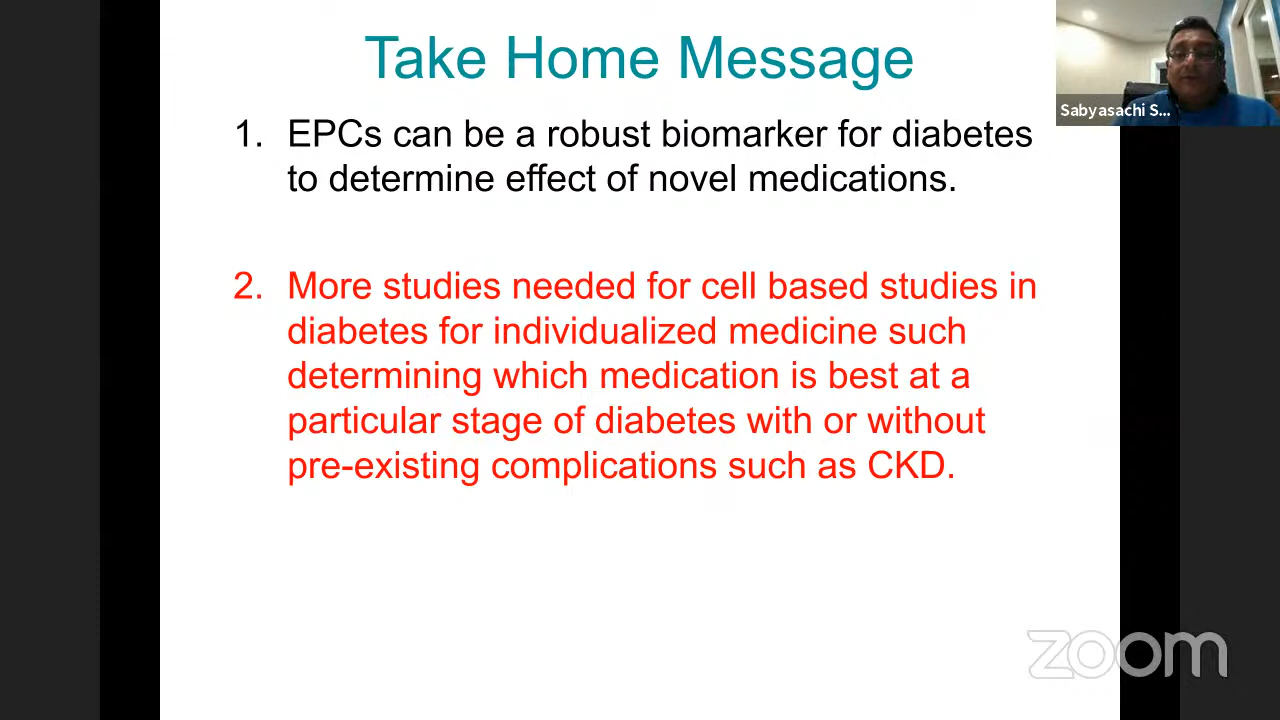 Take Home Message
Sabyasachi S...
1. EPCs can be a robust biomarker for diabetes
to determine effect of novel medications.
2. More studies needed for cell based studies in
diabetes for individualized medicine such
determining which medication is best at a
particular stage of diabetes with or without
pre-existing complications such as CKD.
zoom